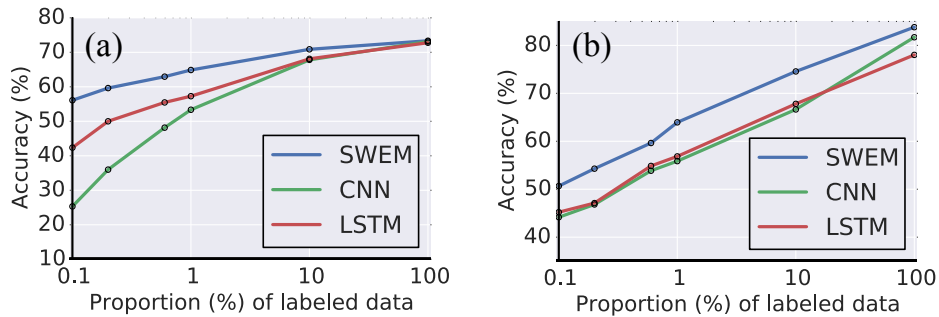 (a)
80
70
60
50
40
30
20
10
Accuracy (%)
SWEM
CNN
LSTM
0.1 1 10 100
Proportion (%) of labeled data
(b)
80
70
60
50
40
Accuracy (%)
SWEM
CNN
LSTM
0.1 1 10 100
Proportion (%) of labeled data